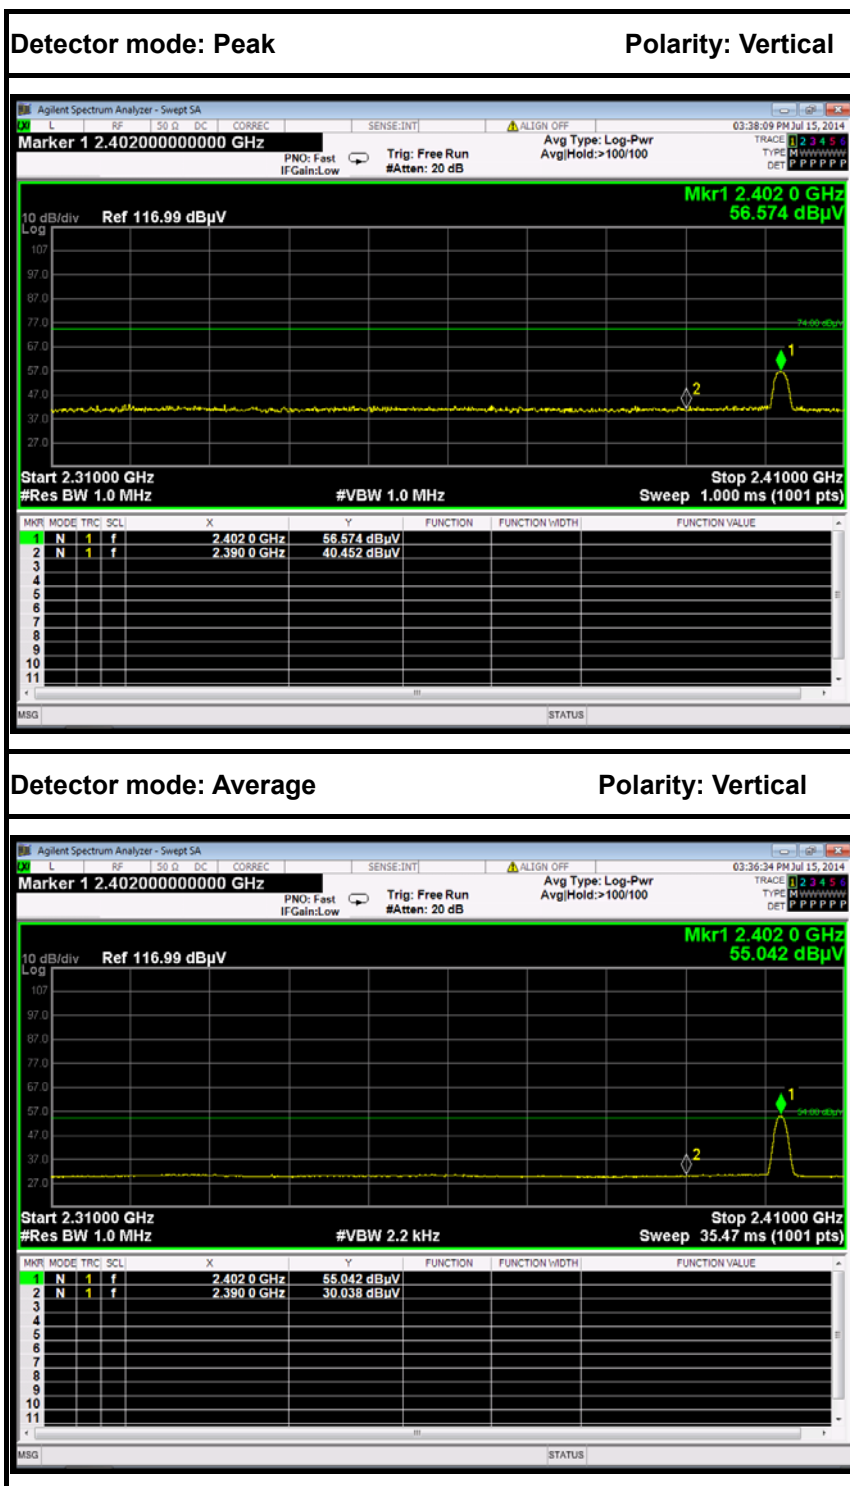 Detector mode: Peak Polarity: Vertical
Agilent Spectrum Analyzer - Swept SA
L RF 50 Ω DC CORREC SENSE:INT ALIGN OFF 03:38:09 PM Jul 15, 2014
Marker 1 2.402000000000 GHz
PNO: Fast
IFGain:Low
Trig: Free Run
#Atten: 20 dB
Avg Type: Log-Pwr
Avg|Hold:>100/100
TRACE 1 2 3 4 5 6
TYPE M WWWWW
DET P P P P P P
Mkr1 2.402 0 GHz
56.574 dBµV
10 dB/div Ref 116.99 dBµV
Log
107
97.0
87.0
77.0
74.00 dBµV
67.0
1
57.0
47.0
2
37.0
27.0
Start 2.31000 GHz Stop 2.41000 GHz
#Res BW 1.0 MHz #VBW 1.0 MHz Sweep 1.000 ms (1001 pts)
MKR MODE TRC SCL X Y FUNCTION FUNCTION WIDTH FUNCTION VALUE
1 N 1 f 2.402 0 GHz 56.574 dBµV
2 N 1 f 2.390 0 GHz 40.452 dBµV
3
4
5
6
7
8
9
10
11
MSG STATUS
Detector mode: Average Polarity: Vertical
Agilent Spectrum Analyzer - Swept SA
L RF 50 Ω DC CORREC SENSE:INT ALIGN OFF 03:36:34 PM Jul 15, 2014
Marker 1 2.402000000000 GHz
PNO: Fast
IFGain:Low
Trig: Free Run
#Atten: 20 dB
Avg Type: Log-Pwr
Avg|Hold:>100/100
TRACE 1 2 3 4 5 6
TYPE M WWWWW
DET P P P P P P
Mkr1 2.402 0 GHz
55.042 dBµV
10 dB/div Ref 116.99 dBµV
Log
107
97.0
87.0
77.0
67.0
1
57.0
54.00 dBµV
47.0
2
37.0
27.0
Start 2.31000 GHz Stop 2.41000 GHz
#Res BW 1.0 MHz #VBW 2.2 kHz Sweep 35.47 ms (1001 pts)
MKR MODE TRC SCL X Y FUNCTION FUNCTION WIDTH FUNCTION VALUE
1 N 1 f 2.402 0 GHz 55.042 dBµV
2 N 1 f 2.390 0 GHz 30.038 dBµV
3
4
5
6
7
8
9
10
11
MSG STATUS